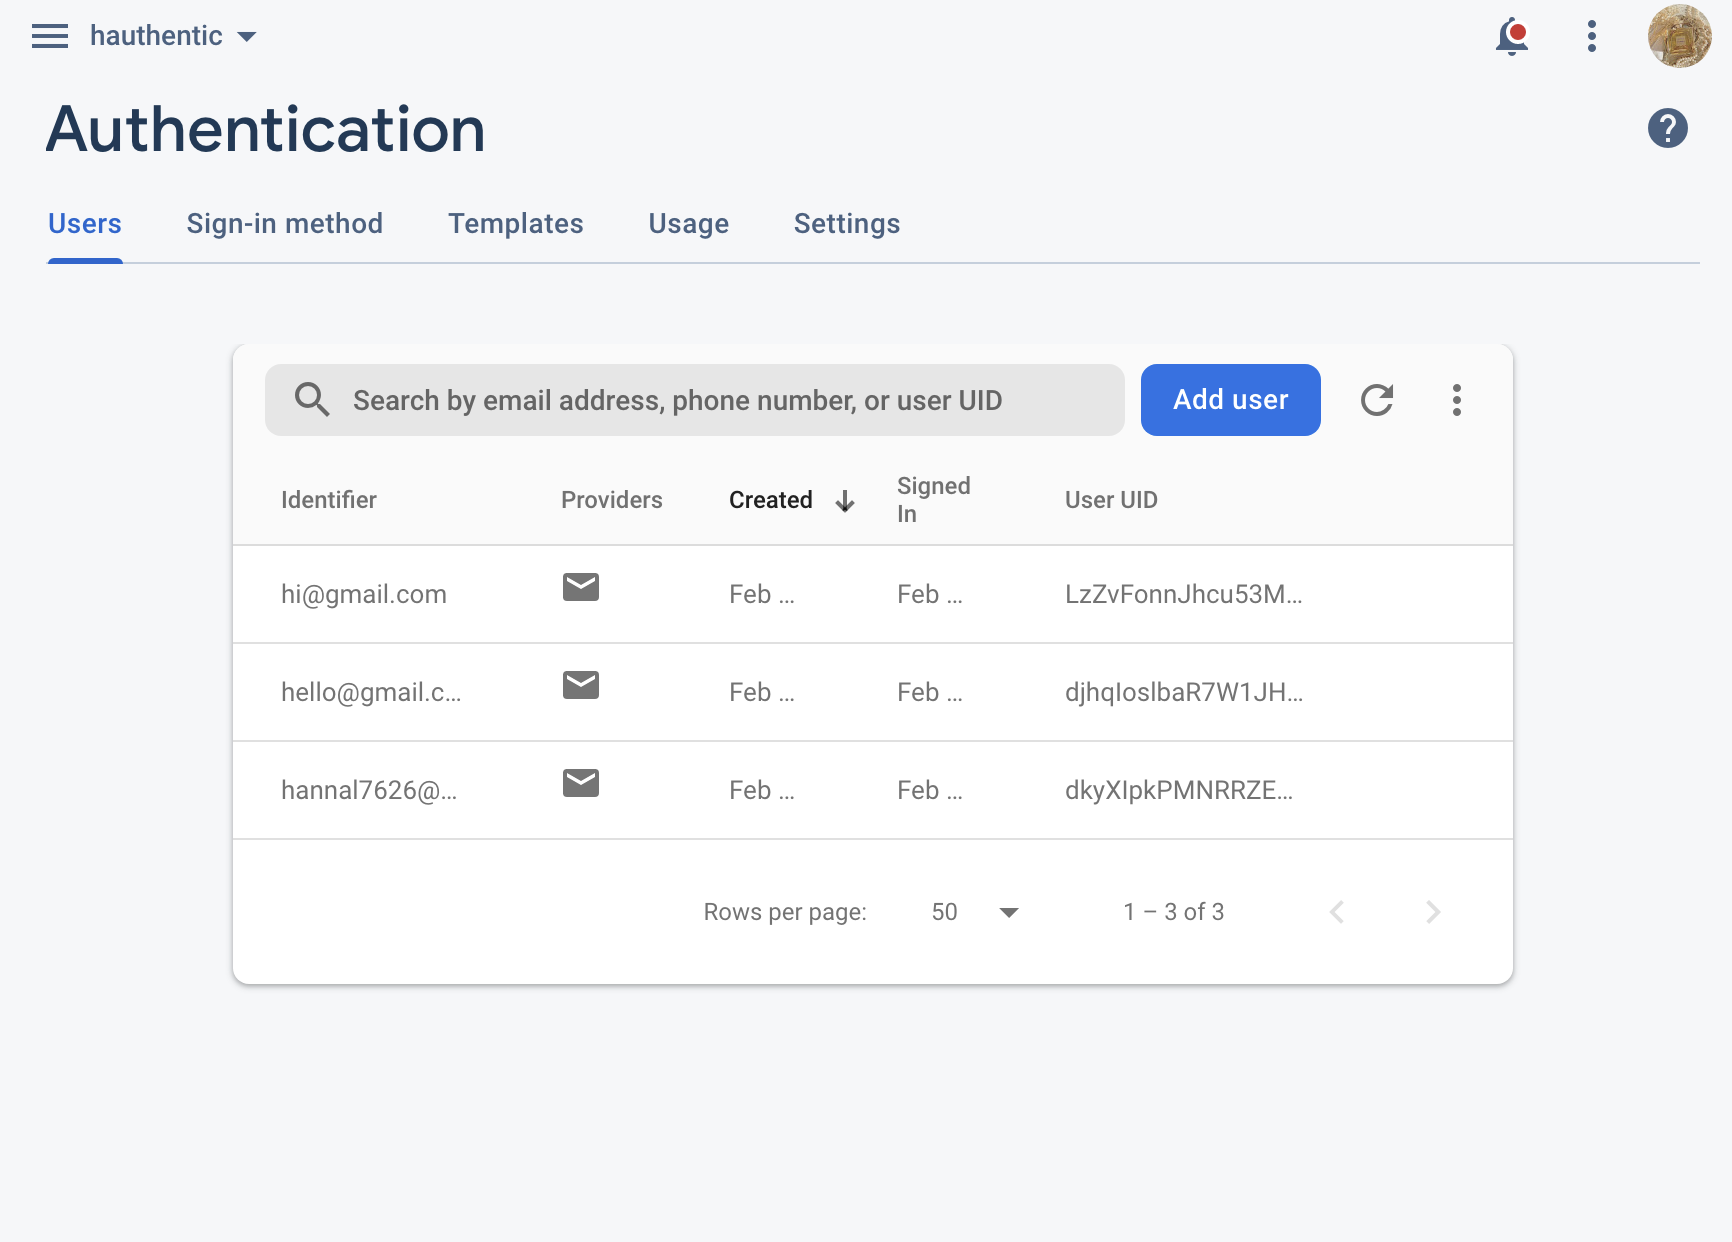 hauthentic
Authentication
?
Users Sign-in method Templates Usage Settings
Search by email address, phone number, or user UID Add user
Identifier Providers Created Signed In User UID
hi@gmail.com Feb ... Feb ... LzZvFonnJhcu53M...
hello@gmail.c... Feb ... Feb ... djhqIoslbaR7W1JH...
hannal7626@... Feb ... Feb ... dkyXIpkPMNRRZE...
Rows per page: 50 1 – 3 of 3